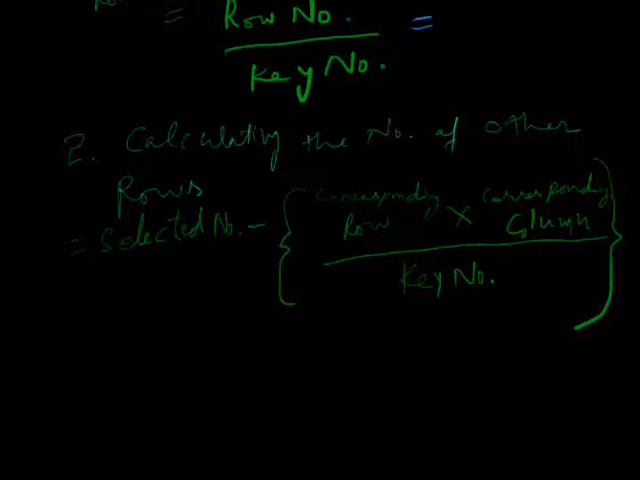 = Row No. =
Key No.
2. Calculating the No. of other
Rows
= Selected No. - { corresponding Row X corresponding Column
Key No. }